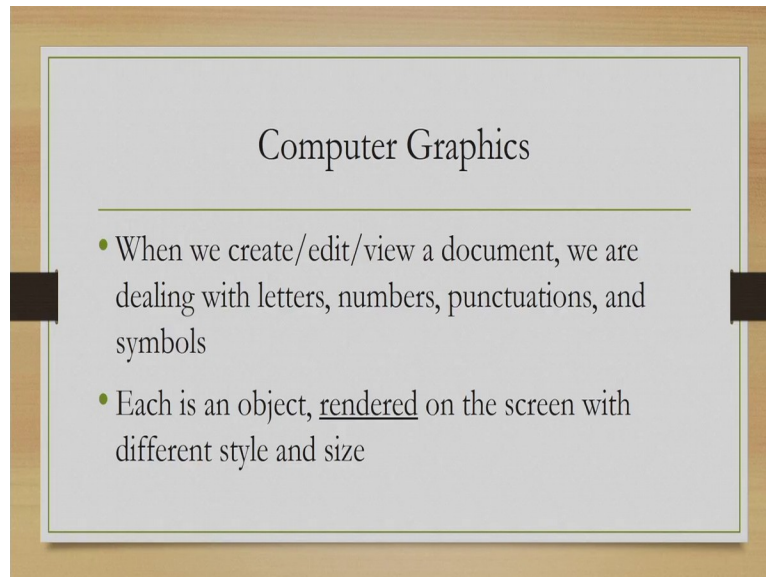 Computer Graphics
• When we create/edit/view a document, we are
dealing with letters, numbers, punctuations, and
symbols
• Each is an object, rendered on the screen with
different style and size